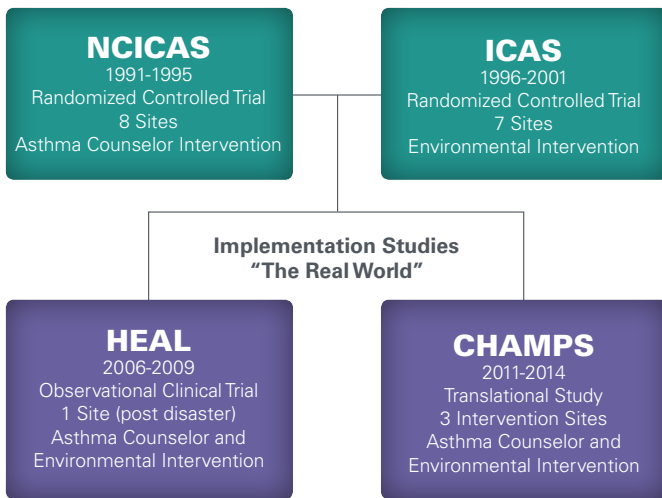 NCICAS
1991-1995
Randomized Controlled Trial
8 Sites
Asthma Counselor Intervention
ICAS
1996-2001
Randomized Controlled Trial
7 Sites
Environmental Intervention
Implementation Studies
“The Real World”
HEAL
2006-2009
Observational Clinical Trial
1 Site (post disaster)
Asthma Counselor and
Environmental Intervention
CHAMPS
2011-2014
Translational Study
3 Intervention Sites
Asthma Counselor and
Environmental Intervention